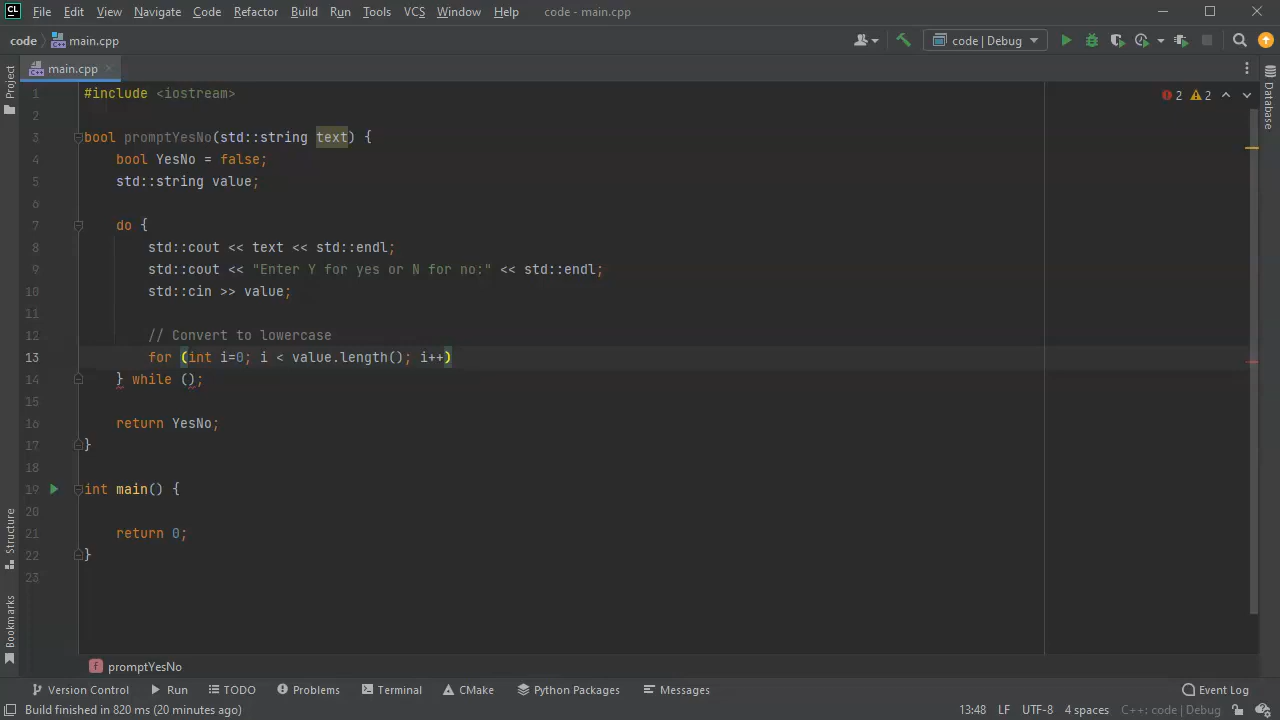 CL File Edit View Navigate Code Refactor Build Run Tools VCS Window Help code - main.cpp
code main.cpp code | Debug
Project
main.cpp
Database
2 2
1 #include <iostream>
2
3 bool promptYesNo(std::string text) {
4 bool YesNo = false;
5 std::string value;
6
7 do {
8 std::cout << text << std::endl;
9 std::cout << "Enter Y for yes or N for no:" << std::endl;
10 std::cin >> value;
11
12 // Convert to lowercase
13 for (int i=0; i < value.length(); i++)
14 } while ();
15
16 return YesNo;
17 }
18
19 int main() {
20
21 return 0;
22 }
23
Structure
Bookmarks
f promptYesNo
Version Control Run TODO Problems Terminal CMake Python Packages Messages Event Log
Build finished in 820 ms (20 minutes ago) 13:48 LF UTF-8 4 spaces C++: code | Debug